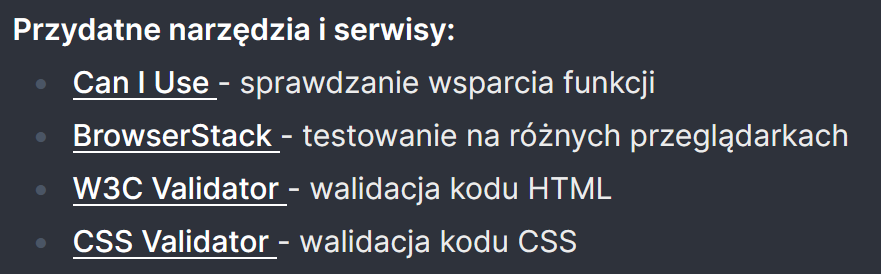 Przydatne narzędzia i serwisy:
Can I Use - sprawdzanie wsparcia funkcji
BrowserStack - testowanie na różnych przeglądarkach
W3C Validator - walidacja kodu HTML
CSS Validator - walidacja kodu CSS